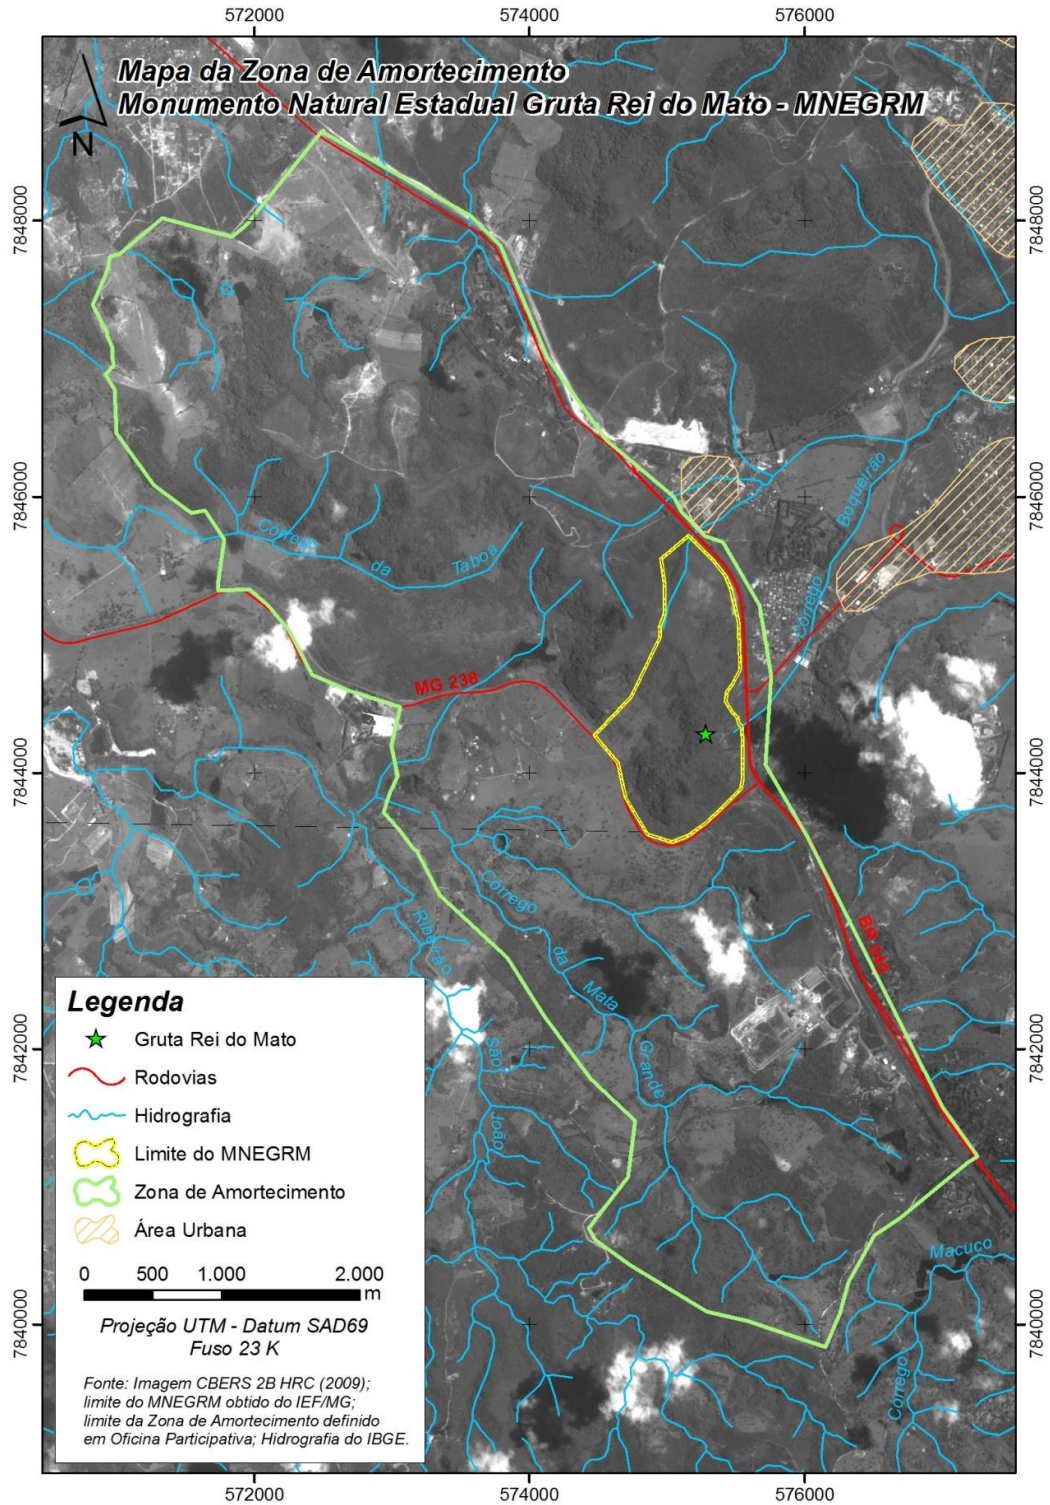 572000
574000
576000
Mapa da Zona de Amortecimento
Monumento Natural Estadual Gruta Rei do Mato - MNEGRM
N
7848000
7848000
7846000
7846000
Córrego
da
Taboa
Córrego
Boqueirão
MG 238
7844000
7844000
Córrego
da
Mata
Grande
Ribeirão
São
João
BR 040
7842000
7842000
Macuco
Córrego
7840000
7840000
Legenda
Gruta Rei do Mato
Rodovias
Hidrografia
Limite do MNEGRM
Zona de Amortecimento
Área Urbana
0 500 1.000 2.000
m
Projeção UTM - Datum SAD69
Fuso 23 K
Fonte: Imagem CBERS 2B HRC (2009);
limite do MNEGRM obtido do IEF/MG;
limite da Zona de Amortecimento definido
em Oficina Participativa; Hidrografia do IBGE.
572000
574000
576000